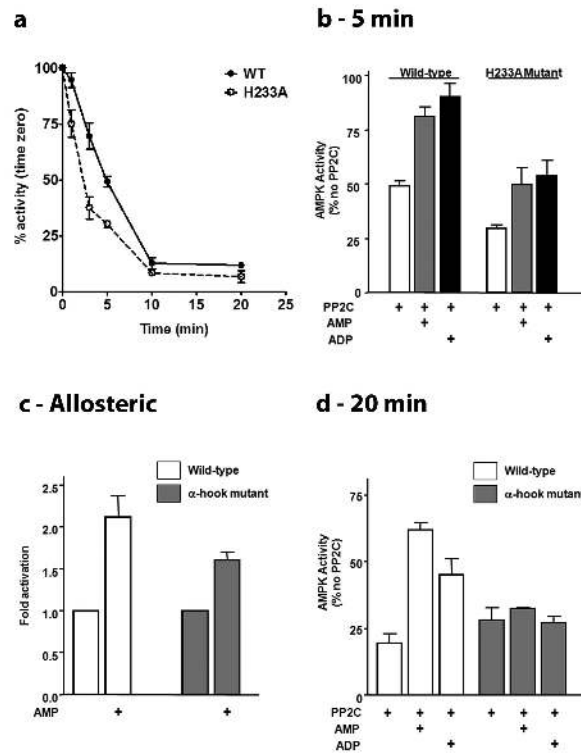 a
100
75
50
25
0
% activity (time zero)
WT
H233A
0 5 10 15 20 25
Time (min)
b - 5 min
Wild-type H233A Mutant
100
75
50
25
0
AMPK Activity
(% no PP2C)
PP2C + + + + + +
AMP + +
ADP + +
c - Allosteric
Wild-type
α-hook mutant
2.5
2.0
1.5
1.0
0.5
0.0
Fold activation
AMP + +
d - 20 min
Wild-type
α-hook mutant
75
50
25
0
AMPK Activity
(% no PP2C)
PP2C + + + + + +
AMP + +
ADP + +